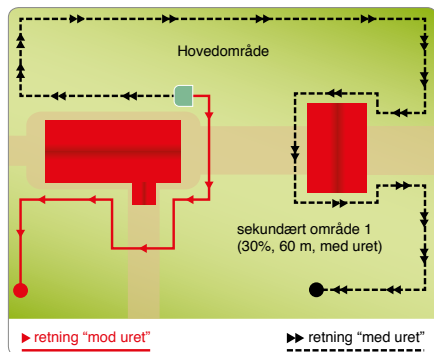 Hovedområde
sekundært område 1
(30%, 60 m, med uret)
retning “mod uret”
retning “med uret”